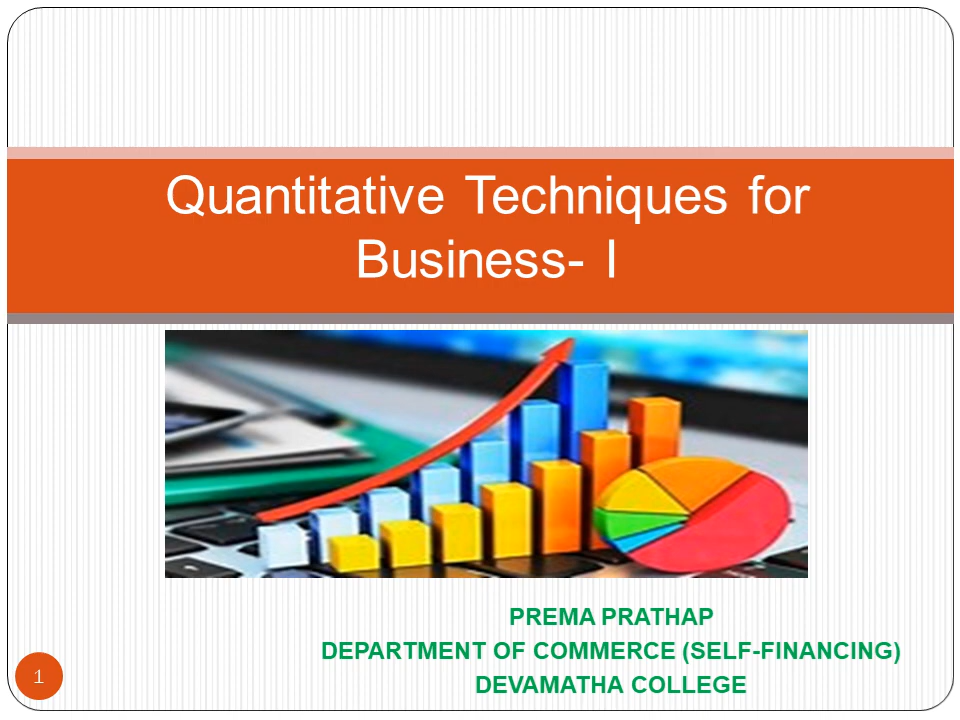 Quantitative Techniques for
Business- I
PREMA PRATHAP
DEPARTMENT OF COMMERCE (SELF-FINANCING)
DEVAMATHA COLLEGE
1